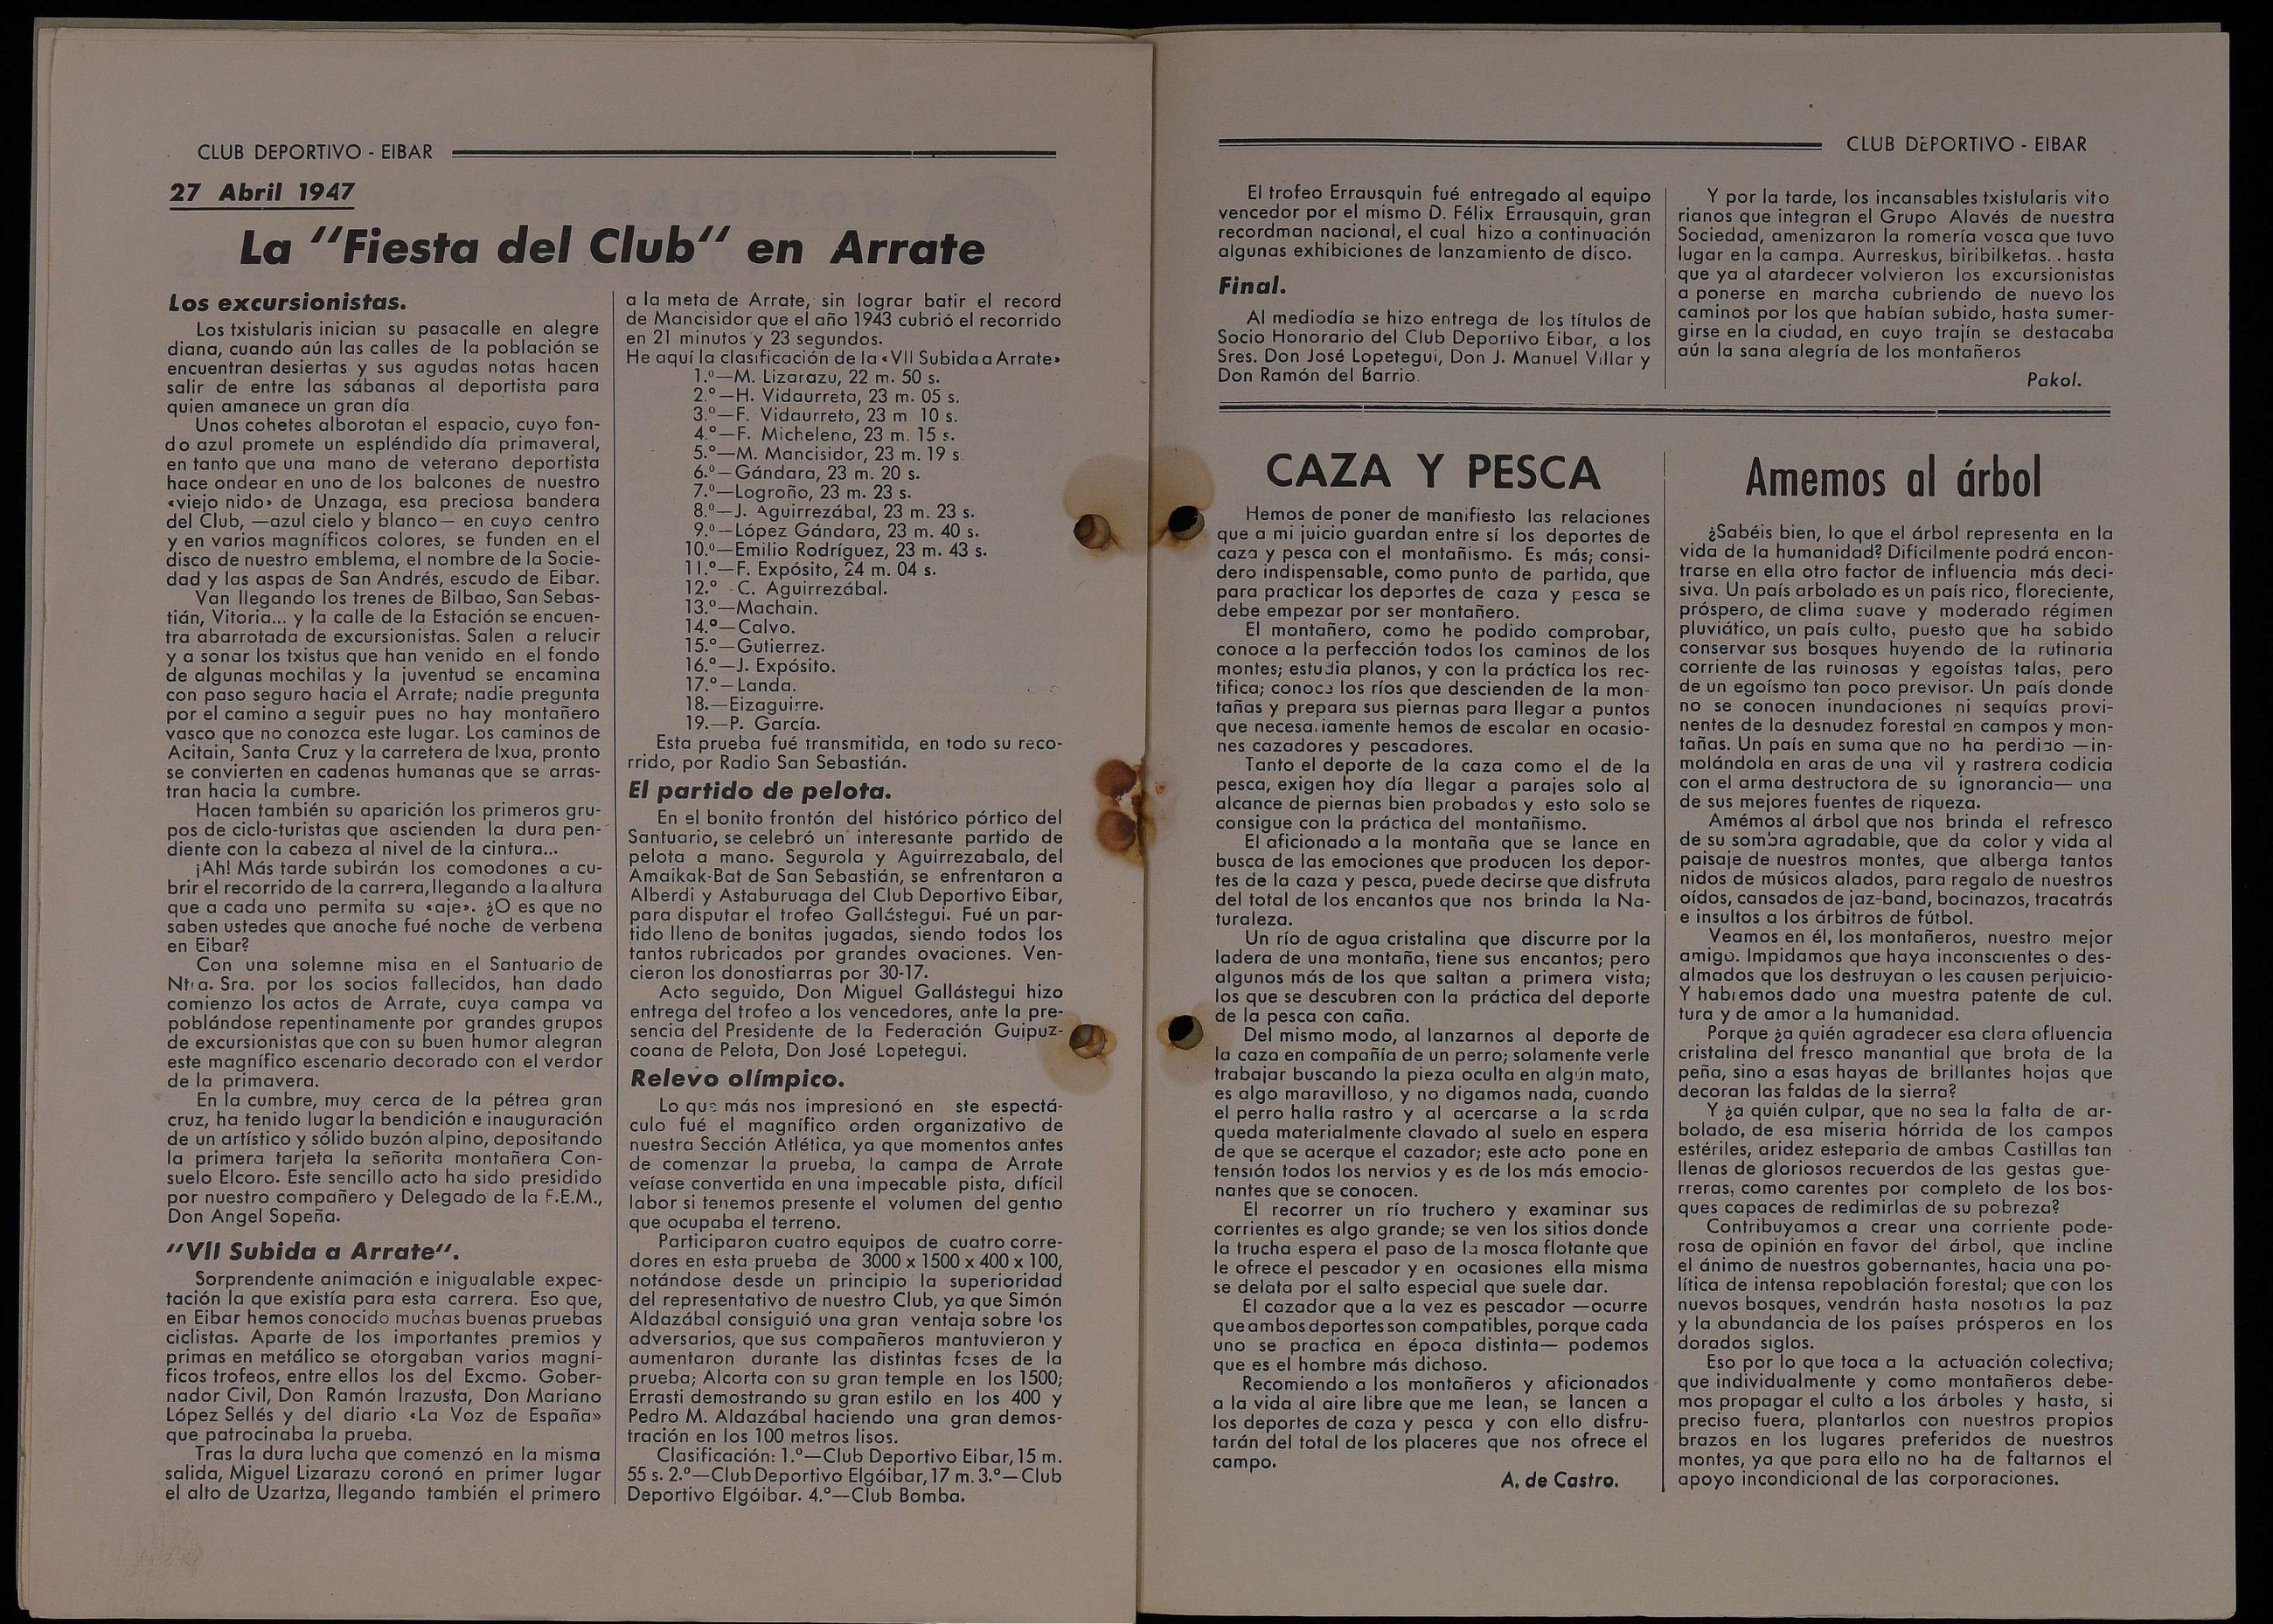 CLUB DEPORTIVO - EIBAR
27 Abril 1947
La "Fiesta del Club" en Arrate
Los excursionistas.
Los txistularis inician su pasacalle en alegre
diana, cuando aún las calles de la población se
encuentran desiertas y sus agudas notas hacen
salir de entre las sábanas al deportista para
quien amanece un gran día
Unos cohetes alborotan el espacio, cuyo fon-
do azul promete un espléndido día primaveral,
en tanto que una mano de veterano deportista
hace ondear en uno de los balcones de nuestro
«viejo nido» de Unzaga, esa preciosa bandera
del Club, —azul cielo y blanco— en cuyo centro
y en varios magníficos colores, se funden en el
disco de nuestro emblema, el nombre de la Socie-
dad y las aspas de San Andrés, escudo de Eibar.
Van llegando los trenes de Bilbao, San Sebas-
tián, Vitoria... y la calle de la Estación se encuen-
tra abarrotada de excursionistas. Salen a relucir
y a sonar los txistus que han venido en el fondo
de algunas mochilas y la juventud se encamina
con paso seguro hacia el Arrate; nadie pregunta
por el camino a seguir pues no hay montañero
vasco que no conozca este lugar. Los caminos de
Acitain, Santa Cruz y la carretera de Ixua, pronto
se convierten en cadenas humanas que se arras-
tran hacia la cumbre.
Hacen también su aparición los primeros gru-
pos de ciclo-turistas que ascienden la dura pen-
diente con la cabeza al nivel de la cintura...
¡Ah! Más tarde subirán los comodones a cu-
brir el recorrido de la carrera, llegando a la altura
que a cada uno permita su «aje». ¿O es que no
saben ustedes que anoche fué noche de verbena
en Eibar?
Con una solemne misa en el Santuario de
Ntra. Sra. por los socios fallecidos, han dado
comienzo los actos de Arrate, cuya campa va
poblándose repentinamente por grandes grupos
de excursionistas que con su buen humor alegran
este magnífico escenario decorado con el verdor
de la primavera.
En la cumbre, muy cerca de la pétrea gran
cruz, ha tenido lugar la bendición e inauguración
de un artístico y sólido buzón alpino, depositando
la primera tarjeta la señorita montañera Con-
suelo Elcoro. Este sencillo acto ha sido presidido
por nuestro compañero y Delegado de la F.E.M.,
Don Angel Sopeña.
"VII Subida a Arrate".
Sorprendente animación e inigualable expec-
tación la que existía para esta carrera. Eso que,
en Eibar hemos conocido muchas buenas pruebas
ciclistas. Aparte de los importantes premios y
primas en metálico se otorgaban varios magní-
ficos trofeos, entre ellos los del Excmo. Gober-
nador Civil, Don Ramón Irazusta, Don Mariano
López Sellés y del diario «La Voz de España»
que patrocinaba la prueba.
Tras la dura lucha que comenzó en la misma
salida, Miguel Lizarazu coronó en primer lugar
el alto de Uzartza, llegando también el primero
a la meta de Arrate, sin lograr batir el record
de Mancisidor que el año 1943 cubrió el recorrido
en 21 minutos y 23 segundos.
He aquí la clasificación de la «VII Subida a Arrate»
1.º—M. Lizarazu, 22 m. 50 s.
2.º—H. Vidaurreta, 23 m. 05 s.
3.º—F. Vidaurreta, 23 m 10 s.
4.º—F. Michelena, 23 m. 15 s.
5.º—M. Mancisidor, 23 m. 19 s.
6.º—Gándara, 23 m. 20 s.
7.º—Logroño, 23 m. 23 s.
8.º—J. Aguirrezábal, 23 m. 23 s.
9.º—López Gándara, 23 m. 40 s.
10.º—Emilio Rodríguez, 23 m. 43 s.
11.º—F. Expósito, 24 m. 04 s.
12.º - C. Aguirrezábal.
13.º—Machain.
14.º—Calvo.
15.º—Gutierrez.
16.º—J. Expósito.
17.º—Landa.
18.—Eizaguirre.
19.—P. García.
Esta prueba fué transmitida, en todo su reco-
rrido, por Radio San Sebastián.
El partido de pelota.
En el bonito frontón del histórico pórtico del
Santuario, se celebró un interesante partido de
pelota a mano. Segurola y Aguirrezabala, del
Amaikak-Bat de San Sebastián, se enfrentaron a
Alberdi y Astaburuaga del Club Deportivo Eibar,
para disputar el trofeo Gallástegui. Fué un par-
tido lleno de bonitas jugadas, siendo todos los
tantos rubricados por grandes ovaciones. Ven-
cieron los donostiarras por 30-17.
Acto seguido, Don Miguel Gallástegui hizo
entrega del trofeo a los vencedores, ante la pre-
sencia del Presidente de la Federación Guipuz-
coana de Pelota, Don José Lopetegui.
Relevo olímpico.
Lo que más nos impresionó en ste espectá-
culo fué el magnífico orden organizativo de
nuestra Sección Atlética, ya que momentos antes
de comenzar la prueba, la campa de Arrate
veíase convertida en una impecable pista, difícil
labor si tenemos presente el volumen del gentio
que ocupaba el terreno.
Participaron cuatro equipos de cuatro corre-
dores en esta prueba de 3000 x 1500 x 400 x 100,
notándose desde un principio la superioridad
del representativo de nuestro Club, ya que Simón
Aldazábal consiguió una gran ventaja sobre los
adversarios, que sus compañeros mantuvieron y
aumentaron durante las distintas fases de la
prueba; Alcorta con su gran temple en los 1500;
Errasti demostrando su gran estilo en los 400 y
Pedro M. Aldazábal haciendo una gran demos-
tración en los 100 metros lisos.
Clasificación: 1.º—Club Deportivo Eibar, 15 m.
55 s. 2.º—Club Deportivo Elgóibar, 17 m. 3.º—Club
Deportivo Elgóibar. 4.º—Club Bomba.
CLUB DEPORTIVO - EIBAR
El trofeo Errausquin fué entregado al equipo
vencedor por el mismo D. Félix Errausquin, gran
recordman nacional, el cual hizo a continuación
algunas exhibiciones de lanzamiento de disco.
Final.
Al mediodía se hizo entrega de los títulos de
Socio Honorario del Club Deportivo Eibar, a los
Sres. Don José Lopetegui, Don J. Manuel Villar y
Don Ramón del Barrio.
Y por la tarde, los incansables txistularis vito
rianos que integran el Grupo Alavés de nuestra
Sociedad, amenizaron la romería vasca que tuvo
lugar en la campa. Aurreskus, biribilketas. . hasta
que ya al atardecer volvieron los excursionistas
a ponerse en marcha cubriendo de nuevo los
caminos por los que habían subido, hasta sumer-
girse en la ciudad, en cuyo trajín se destacaba
aún la sana alegría de los montañeros
Pakol.
CAZA Y PESCA
Hemos de poner de manifiesto las relaciones
que a mi juicio guardan entre sí los deportes de
caza y pesca con el montañismo. Es más; consi-
dero indispensable, como punto de partida, que
para practicar los deportes de caza y pesca se
debe empezar por ser montañero.
El montañero, como he podido comprobar,
conoce a la perfección todos los caminos de los
montes; estudia planos, y con la práctica los rec-
tifica; conoce los ríos que descienden de la mon-
tañas y prepara sus piernas para llegar a puntos
que necesariamente hemos de escalar en ocasio-
nes cazadores y pescadores.
Tanto el deporte de la caza como el de la
pesca, exigen hoy día llegar a parajes solo al
alcance de piernas bien probadas y esto solo se
consigue con la práctica del montañismo.
El aficionado a la montaña que se lance en
busca de las emociones que producen los depor-
tes de la caza y pesca, puede decirse que disfruta
del total de los encantos que nos brinda la Na-
turaleza.
Un río de agua cristalina que discurre por la
ladera de una montaña, tiene sus encantos; pero
algunos más de los que saltan a primera vista;
los que se descubren con la práctica del deporte
de la pesca con caña.
Del mismo modo, al lanzarnos al deporte de
la caza en compañía de un perro; solamente verle
trabajar buscando la pieza oculta en algún mato,
es algo maravilloso, y no digamos nada, cuando
el perro halla rastro y al acercarse a la sorda
queda materialmente clavado al suelo en espera
de que se acerque el cazador; este acto pone en
tensión todos los nervios y es de los más emocio-
nantes que se conocen.
El recorrer un río truchero y examinar sus
corrientes es algo grande; se ven los sitios donde
la trucha espera el paso de la mosca flotante que
le ofrece el pescador y en ocasiones ella misma
se delata por el salto especial que suele dar.
El cazador que a la vez es pescador —ocurre
que ambos deportes son compatibles, porque cada
uno se practica en época distinta— podemos
que es el hombre más dichoso.
Recomiendo a los montañeros y aficionados
a la vida al aire libre que me lean, se lancen a
los deportes de caza y pesca y con ello disfru-
tarán del total de los placeres que nos ofrece el
campo.
A. de Castro.
Amemos al árbol
¿Sabéis bien, lo que el árbol representa en la
vida de la humanidad? Difícilmente podrá encon-
trarse en ella otro factor de influencia más deci-
siva. Un país arbolado es un país rico, floreciente,
próspero, de clima suave y moderado régimen
pluviático, un país culto, puesto que ha sabido
conservar sus bosques huyendo de la rutinaria
corriente de las ruinosas y egoístas talas, pero
de un egoísmo tan poco previsor. Un país donde
no se conocen inundaciones ni sequías provi-
nentes de la desnudez forestal en campos y mon-
tañas. Un país en suma que no ha perdido —in-
molándola en aras de una vil y rastrera codicia
con el arma destructora de su ignorancia— una
de sus mejores fuentes de riqueza.
Amémos al árbol que nos brinda el refresco
de su sombra agradable, que da color y vida al
paisaje de nuestros montes, que alberga tantos
nidos de músicos alados, para regalo de nuestros
oídos, cansados de jaz-band, bocinazos, tracatrás
e insultos a los árbitros de fútbol.
Veamos en él, los montañeros, nuestro mejor
amigo. Impidamos que haya inconscientes o des-
almados que los destruyan o les causen perjuicio-
Y habremos dado una muestra patente de cul.
tura y de amor a la humanidad.
Porque ¿a quién agradecer esa clara afluencia
cristalina del fresco manantial que brota de la
peña, sino a esas hayas de brillantes hojas que
decoran las faldas de la sierra?
Y ¿a quién culpar, que no sea la falta de ar-
bolado, de esa miseria hórrida de los campos
estériles, aridez esteparia de ambas Castillas tan
llenas de gloriosos recuerdos de las gestas gue-
rreras, como carentes por completo de los bos-
ques capaces de redimirlas de su pobreza?
Contribuyamos a crear una corriente pode-
rosa de opinión en favor del árbol, que incline
el ánimo de nuestros gobernantes, hacia una po-
lítica de intensa repoblación forestal; que con los
nuevos bosques, vendrán hasta nosotros la paz
y la abundancia de los países prósperos en los
dorados siglos.
Eso por lo que toca a la actuación colectiva;
que individualmente y como montañeros debe-
mos propagar el culto a los árboles y hasta, si
preciso fuera, plantarlos con nuestros propios
brazos en los lugares preferidos de nuestros
montes, ya que para ello no ha de faltarnos el
apoyo incondicional de las corporaciones.